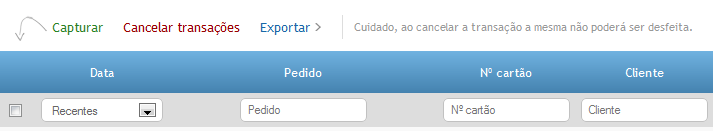 Capturar Cancelar transações Exportar > Cuidado, ao cancelar a transação a mesma não poderá ser desfeita.
Data Pedido Nº cartão Cliente
Recentes Pedido Nº cartão Cliente